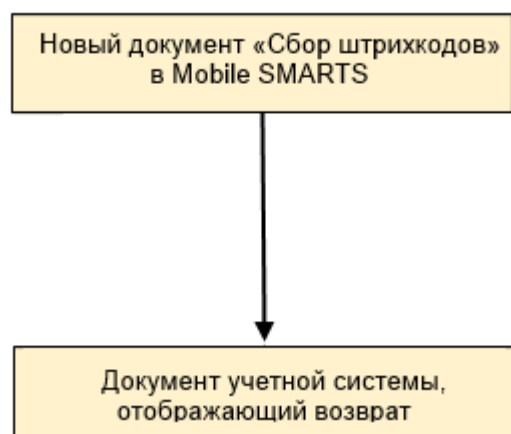 Новый документ «Сбор штрихкодов»
в Mobile SMARTS
Документ учетной системы,
отображающий возврат